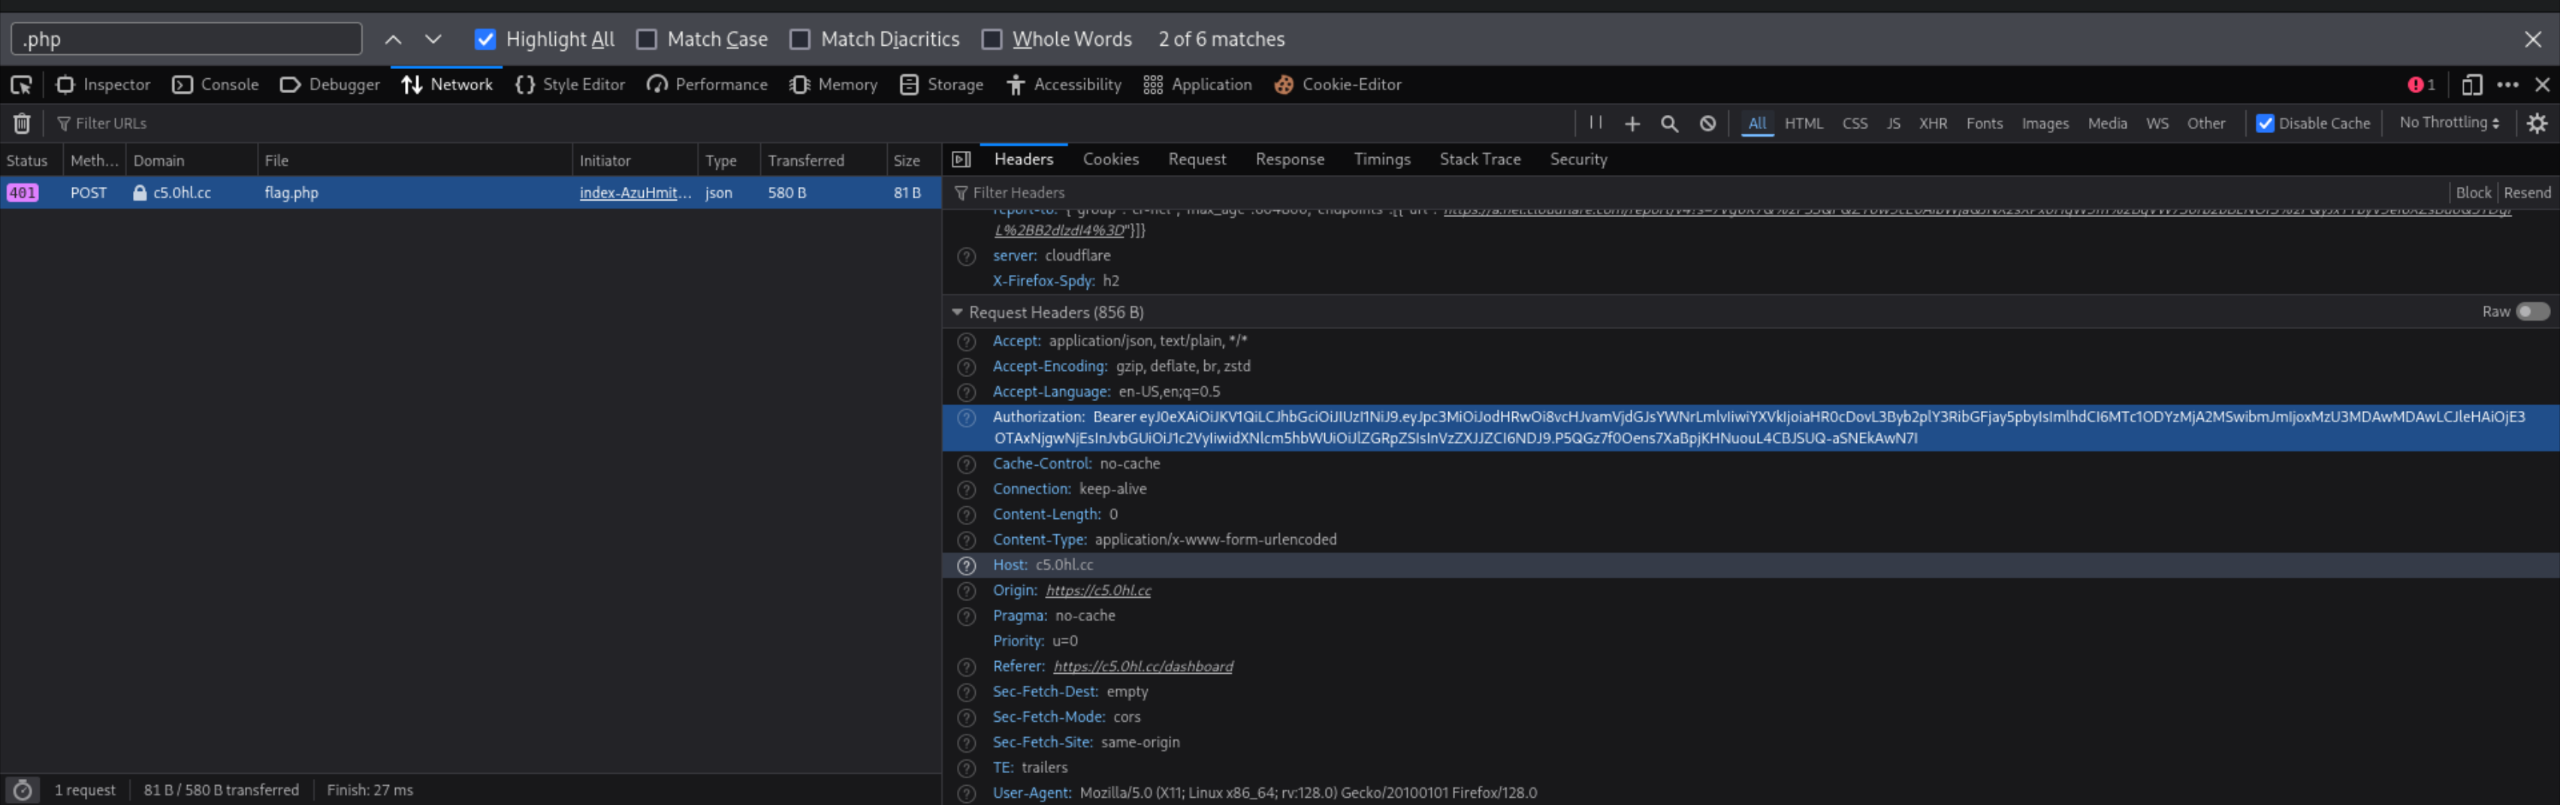 .php
Highlight All
Match Case
Match Diacritics
Whole Words
2 of 6 matches
Inspector
Console
Debugger
Network
Style Editor
Performance
Memory
Storage
Accessibility
Application
Cookie-Editor
1
Filter URLs
All
HTML
CSS
JS
XHR
Fonts
Images
Media
WS
Other
Disable Cache
No Throttling
Status
Meth...
Domain
File
Initiator
Type
Transferred
Size
401
POST
c5.0hl.cc
flag.php
index-AzuHmit...
json
580 B
81 B
Headers
Cookies
Request
Response
Timings
Stack Trace
Security
Filter Headers
Block
Resend
L%2BB2dlzdI4%3D"}]}
server: cloudflare
X-Firefox-Spdy: h2
Request Headers (856 B)
Raw
Accept: application/json, text/plain, */*
Accept-Encoding: gzip, deflate, br, zstd
Accept-Language: en-US,en;q=0.5
Authorization: Bearer eyJ0eXAiOiJKV1QiLCJhbGciOiJIUzI1NiJ9.eyJpc3MiOiJodHRwOi8vcHJvamVjdGJsYWNrLmlvIiwiYXVkIjoiaHR0cDovL3Byb2plY3RibGFjay5pbyIsImlhdCI6MTc1ODYzMjA2MSwibmJmIjoxMzU3MDAwMDAwLCJleHAiOjE3
OTAxNjgwNjEsInJvbGUiOiJ1c2VyIiwidXNlcm5hbWUiOiJlZGRpZSIsInVzZXJJZCI6NDJ9.P5QGz7f0Oens7XaBpjKHNuouL4CBJSUQ-aSNEkAwN7I
Cache-Control: no-cache
Connection: keep-alive
Content-Length: 0
Content-Type: application/x-www-form-urlencoded
Host: c5.0hl.cc
Origin: https://c5.0hl.cc
Pragma: no-cache
Priority: u=0
Referer: https://c5.0hl.cc/dashboard
Sec-Fetch-Dest: empty
Sec-Fetch-Mode: cors
Sec-Fetch-Site: same-origin
TE: trailers
User-Agent: Mozilla/5.0 (X11; Linux x86_64; rv:128.0) Gecko/20100101 Firefox/128.0
1 request
81 B / 580 B transferred
Finish: 27 ms